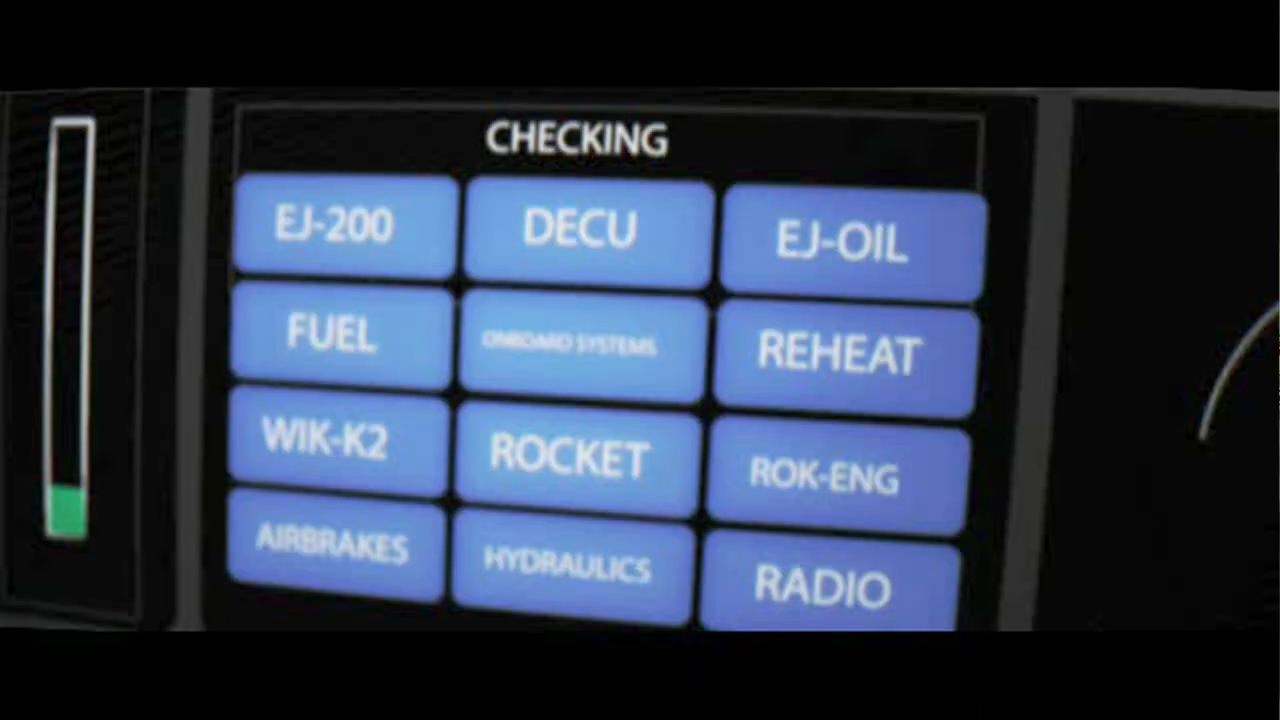 CHECKING
EJ-200 DECU EJ-OIL
FUEL ONBOARD SYSTEMS REHEAT
WIK-K2 ROCKET ROK-ENG
AIRBRAKES HYDRAULICS RADIO